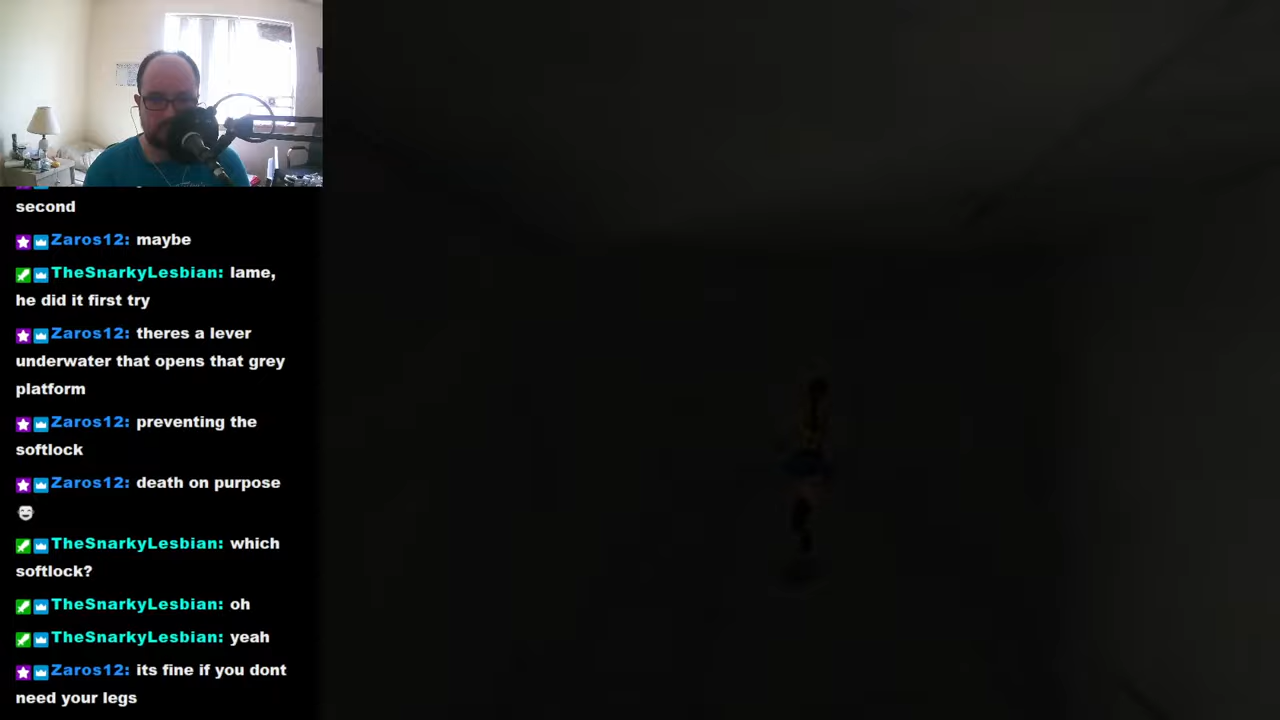 second
Zaros12: maybe
TheSnarkyLesbian: lame,
he did it first try
Zaros12: theres a lever
underwater that opens that grey
platform
Zaros12: preventing the
softlock
Zaros12: death on purpose
TheSnarkyLesbian: which
softlock?
TheSnarkyLesbian: oh
TheSnarkyLesbian: yeah
Zaros12: its fine if you dont
need your legs